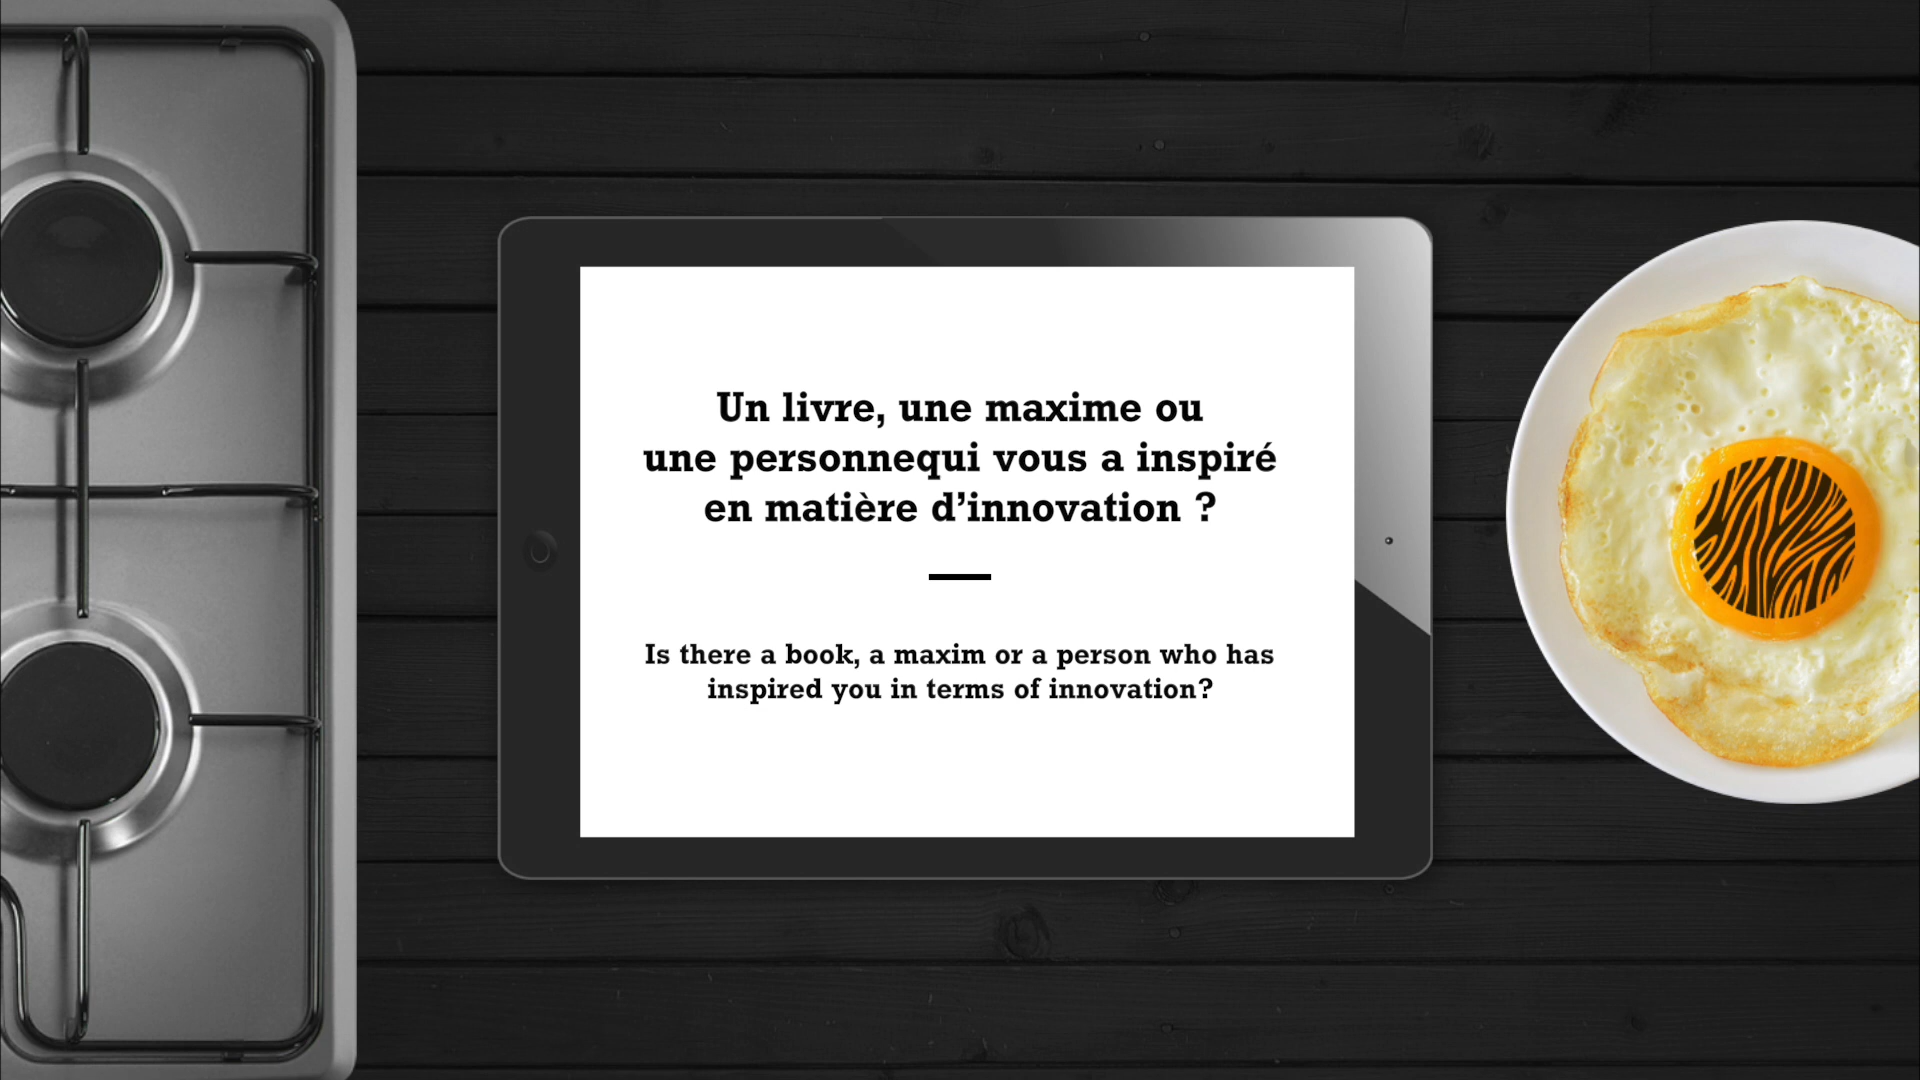 Un livre, une maxime ou
une personnequi vous a inspiré
en matière d’innovation ?
Is there a book, a maxim or a person who has
inspired you in terms of innovation?